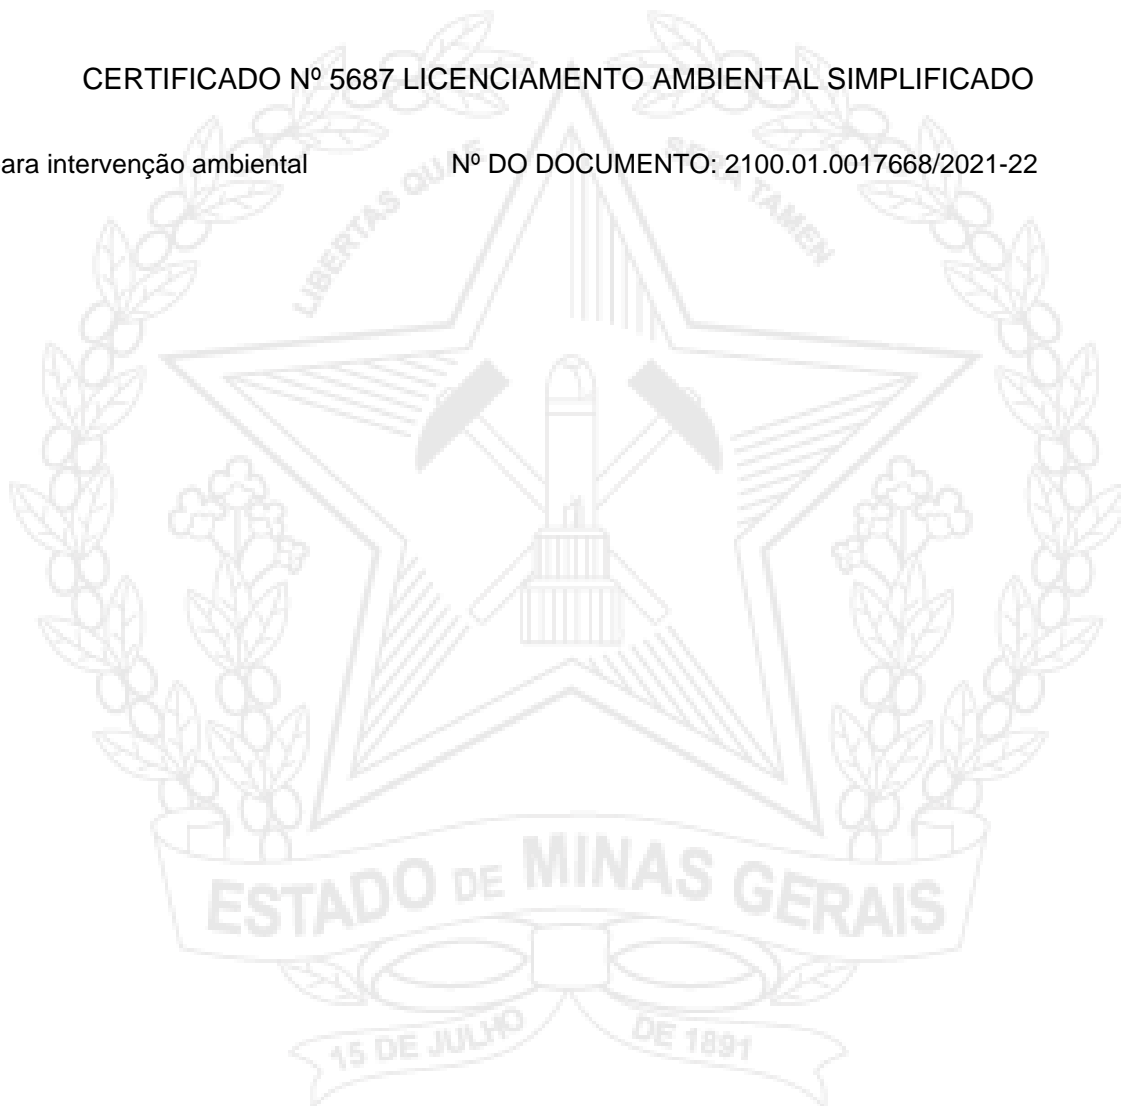 CERTIFICADO Nº 5687 LICENCIAMENTO AMBIENTAL SIMPLIFICADO
ara intervenção ambiental Nº DO DOCUMENTO: 2100.01.0017668/2021-22
LIBERTAS QUÆ SERA TAMEN
ESTADO DE MINAS GERAIS
15 DE JULHO DE 1891